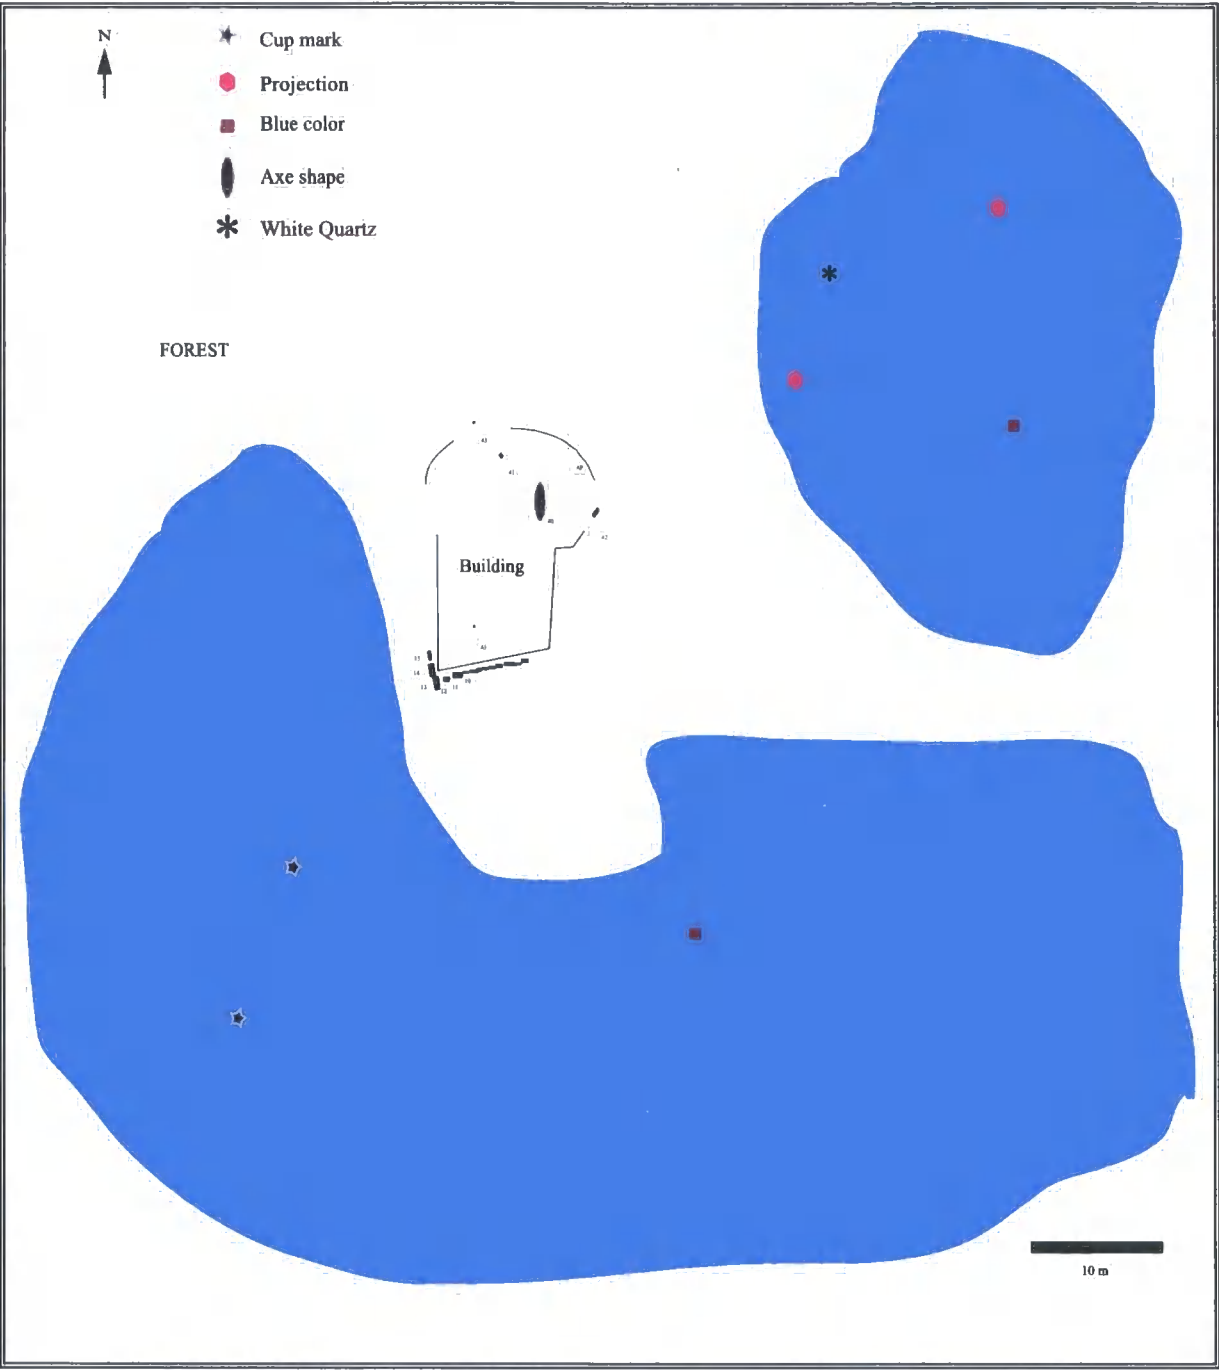 N
Cup mark
Projection
Blue color
Axe shape
White Quartz
FOREST
Building
10 m